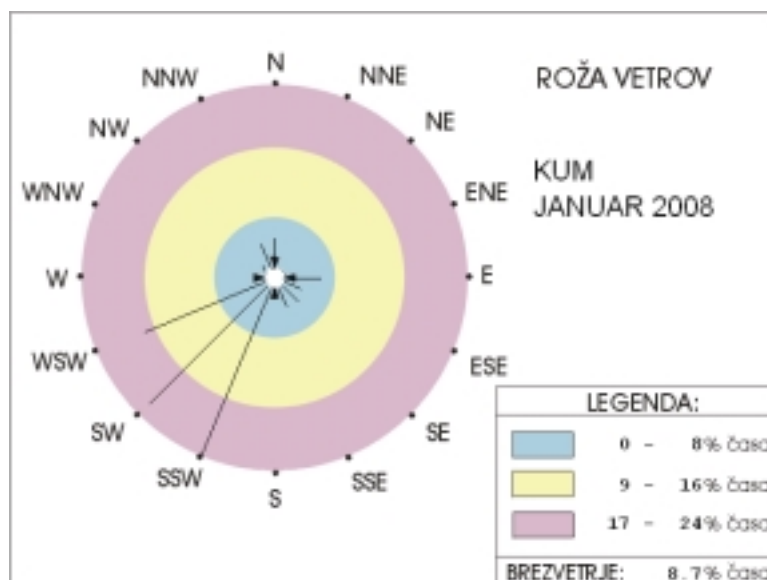 ROŽA VETROV
KUM
JANUAR 2008
N
NNE
NE
ENE
E
ESE
SE
SSE
S
SSW
SW
WSW
W
WNW
NW
NNW
LEGENDA:
0 - 8% časa
9 - 16% časa
17 - 24% časa
BREZVETRJE: 8.7% časa